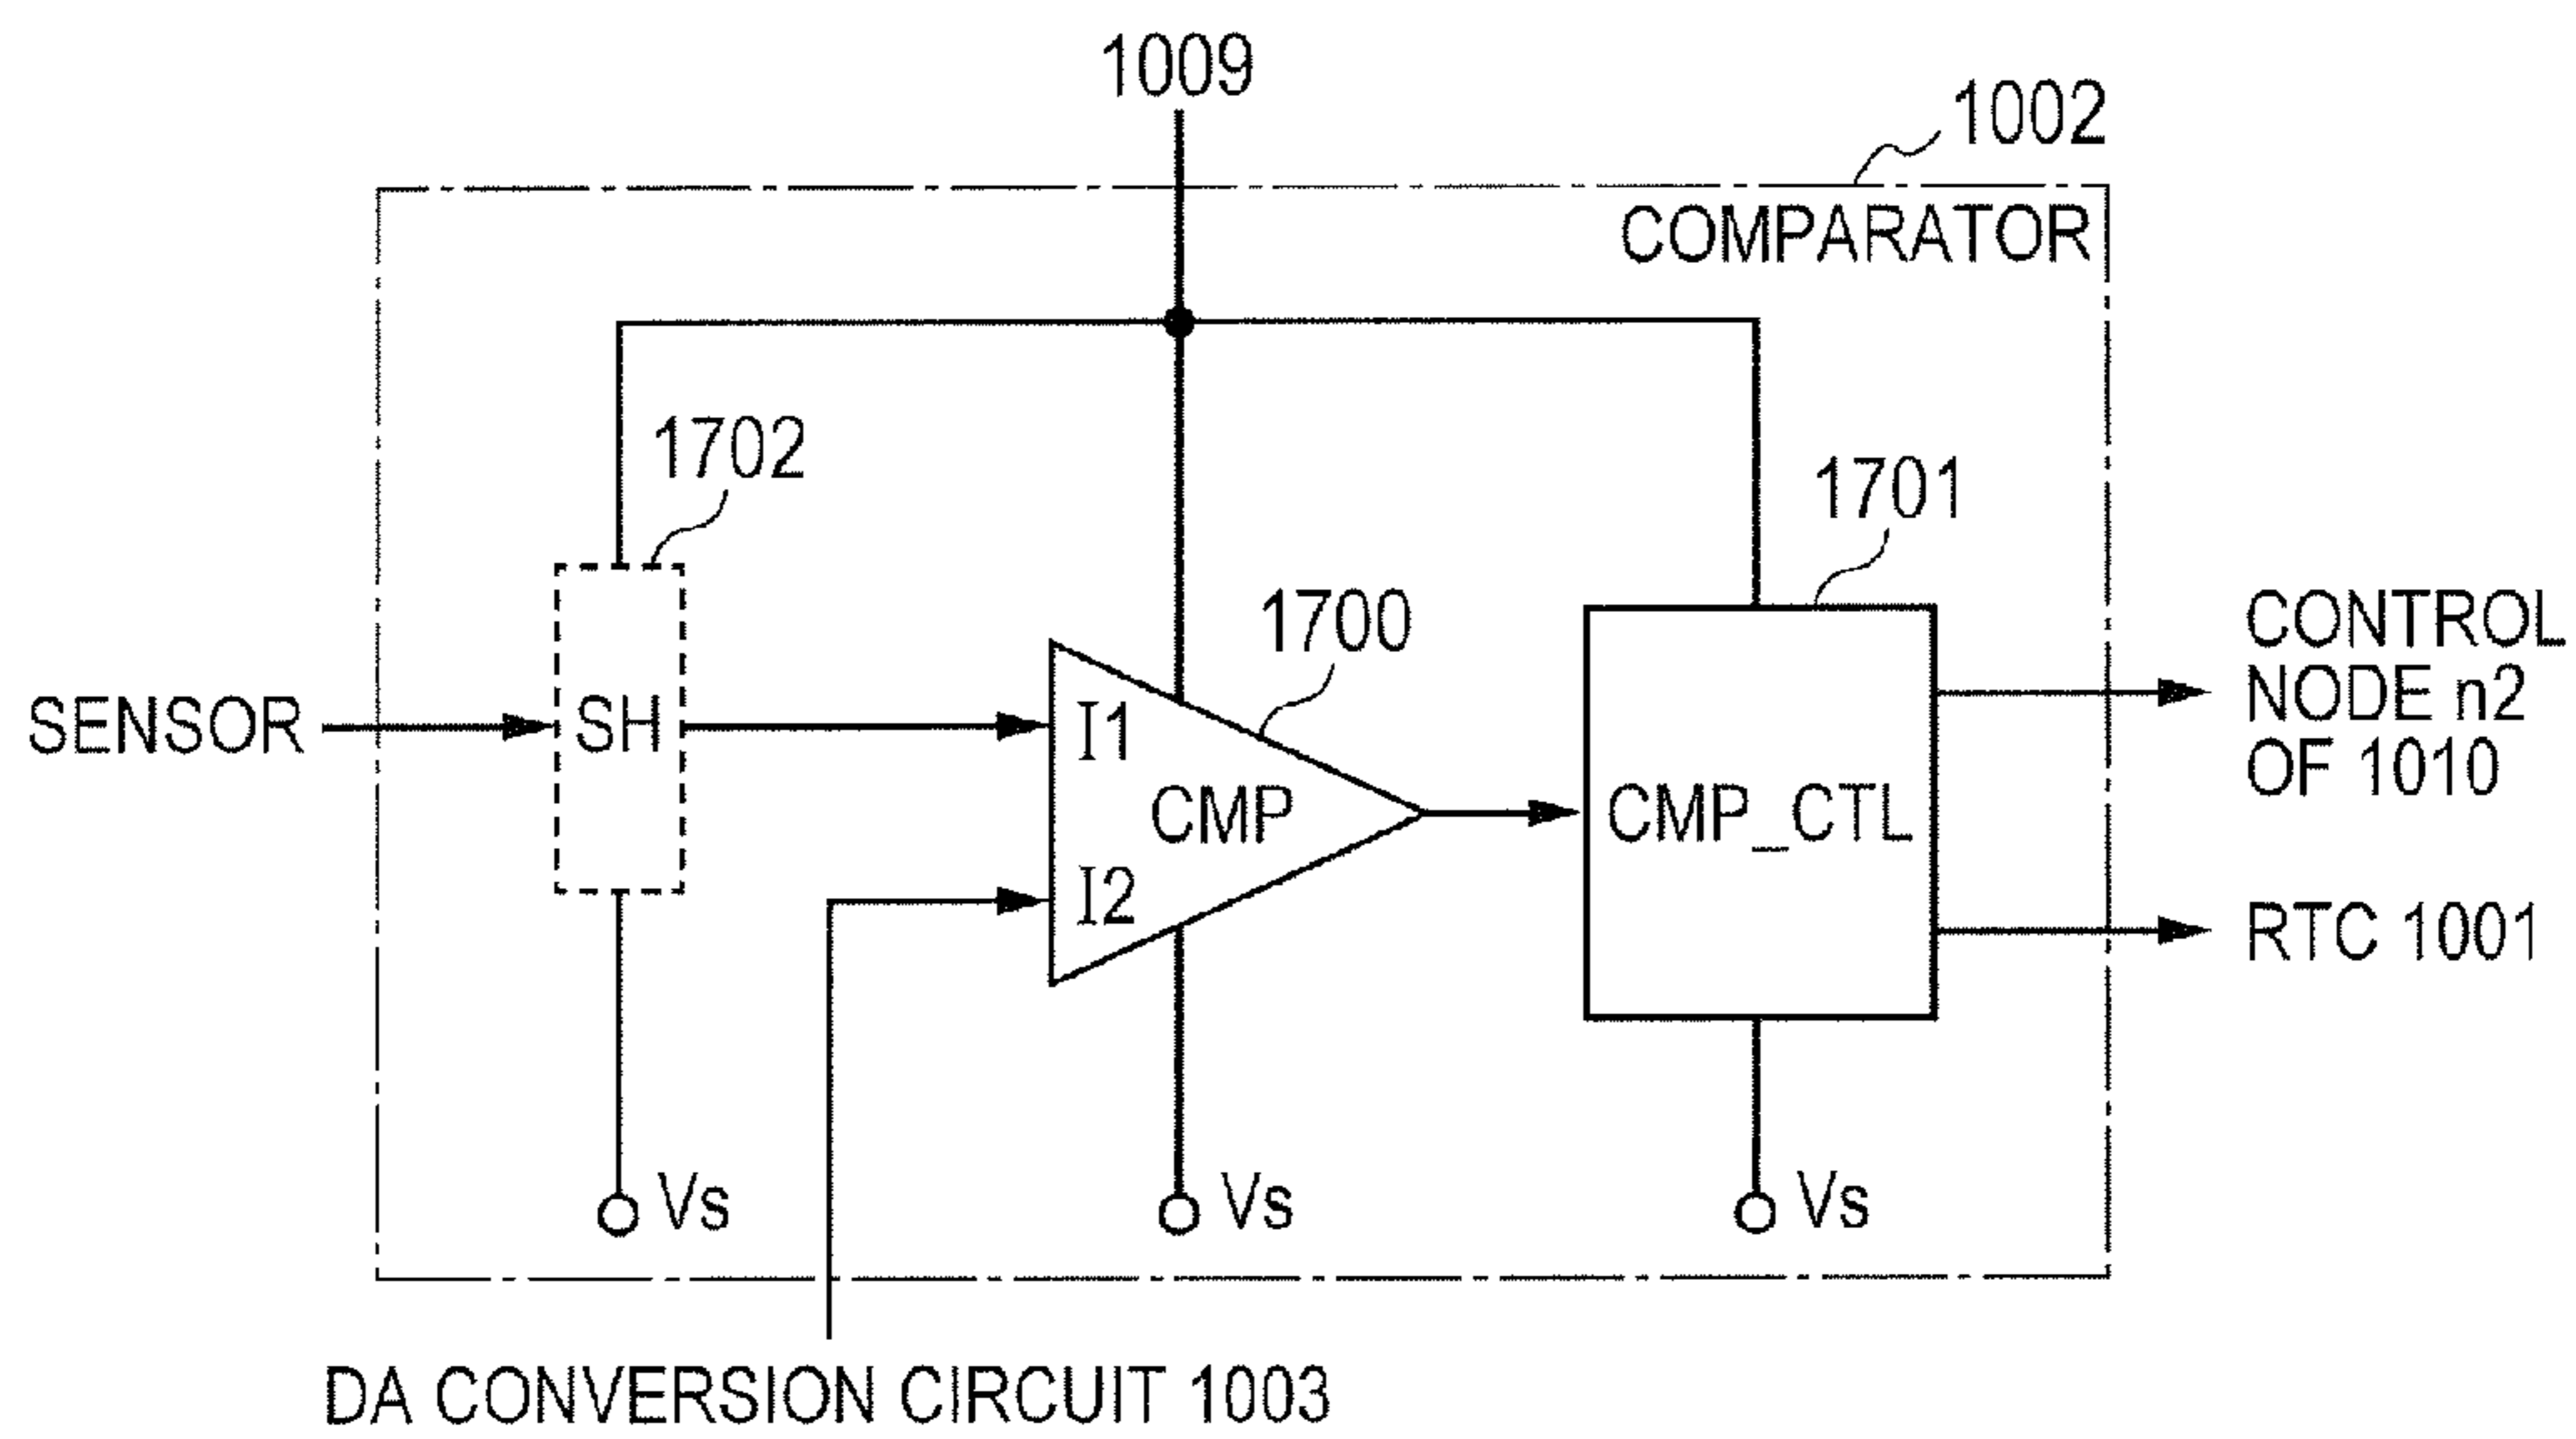 1009
1002
COMPARATOR
1702
1701
1700
CONTROL
NODE n2
OF 1010
SENSOR
SH
I1
CMP
I2
CMP_CTL
RTC 1001
Vs
Vs
Vs
DA CONVERSION CIRCUIT 1003